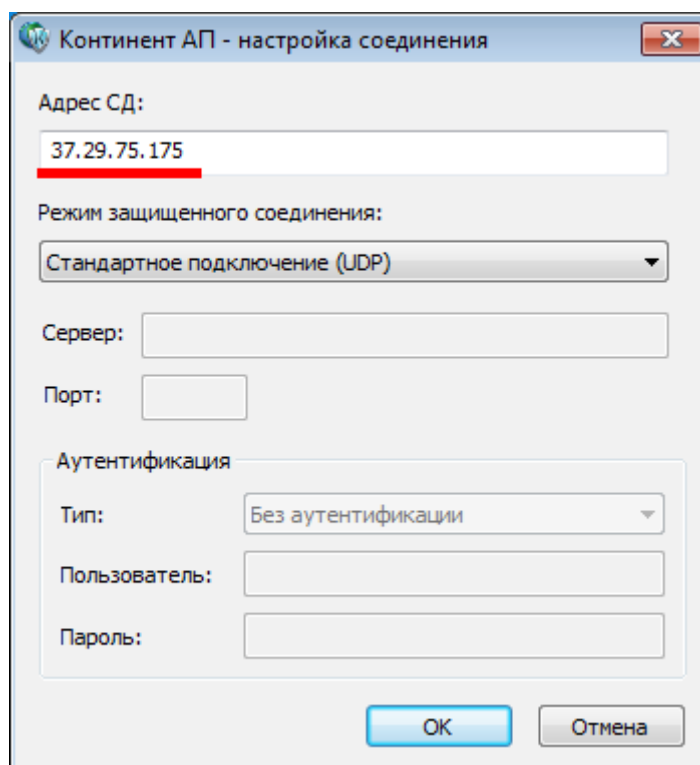 Континент АП - настройка соединения
Адрес СД:
37.29.75.175
Режим защищенного соединения:
Стандартное подключение (UDP)
Сервер:
Порт:
Аутентификация
Тип: Без аутентификации
Пользователь:
Пароль:
ОК Отмена